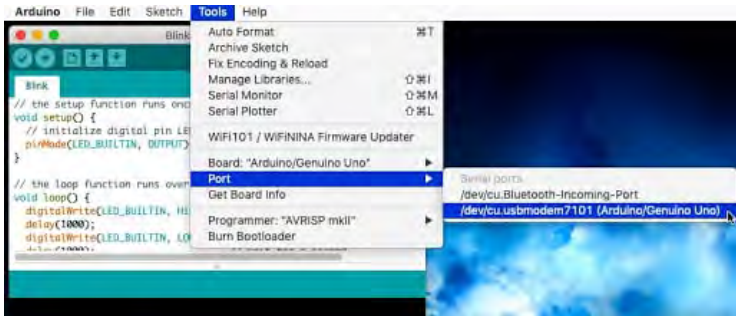 Arduino File Edit Sketch Tools Help
Blink
Blink
// the setup function runs onc
void setup() {
// initialize digital pin LE
pinMode(LED_BUILTIN, OUTPUT)
}
// the loop function runs over
void loop() {
digitalWrite(LED_BUILTIN, HI
delay(1000);
digitalWrite(LED_BUILTIN, LO
Auto Format ⌘T
Archive Sketch
Fix Encoding & Reload
Manage Libraries... ⇧⌘I
Serial Monitor ⇧⌘M
Serial Plotter ⇧⌘L
WiFi101 / WiFiNINA Firmware Updater
Board: "Arduino/Genuino Uno"
Port
Get Board Info
Programmer: "AVRISP mkII"
Burn Bootloader
Serial ports
/dev/cu.Bluetooth-Incoming-Port
/dev/cu.usbmodem7101 (Arduino/Genuino Uno)